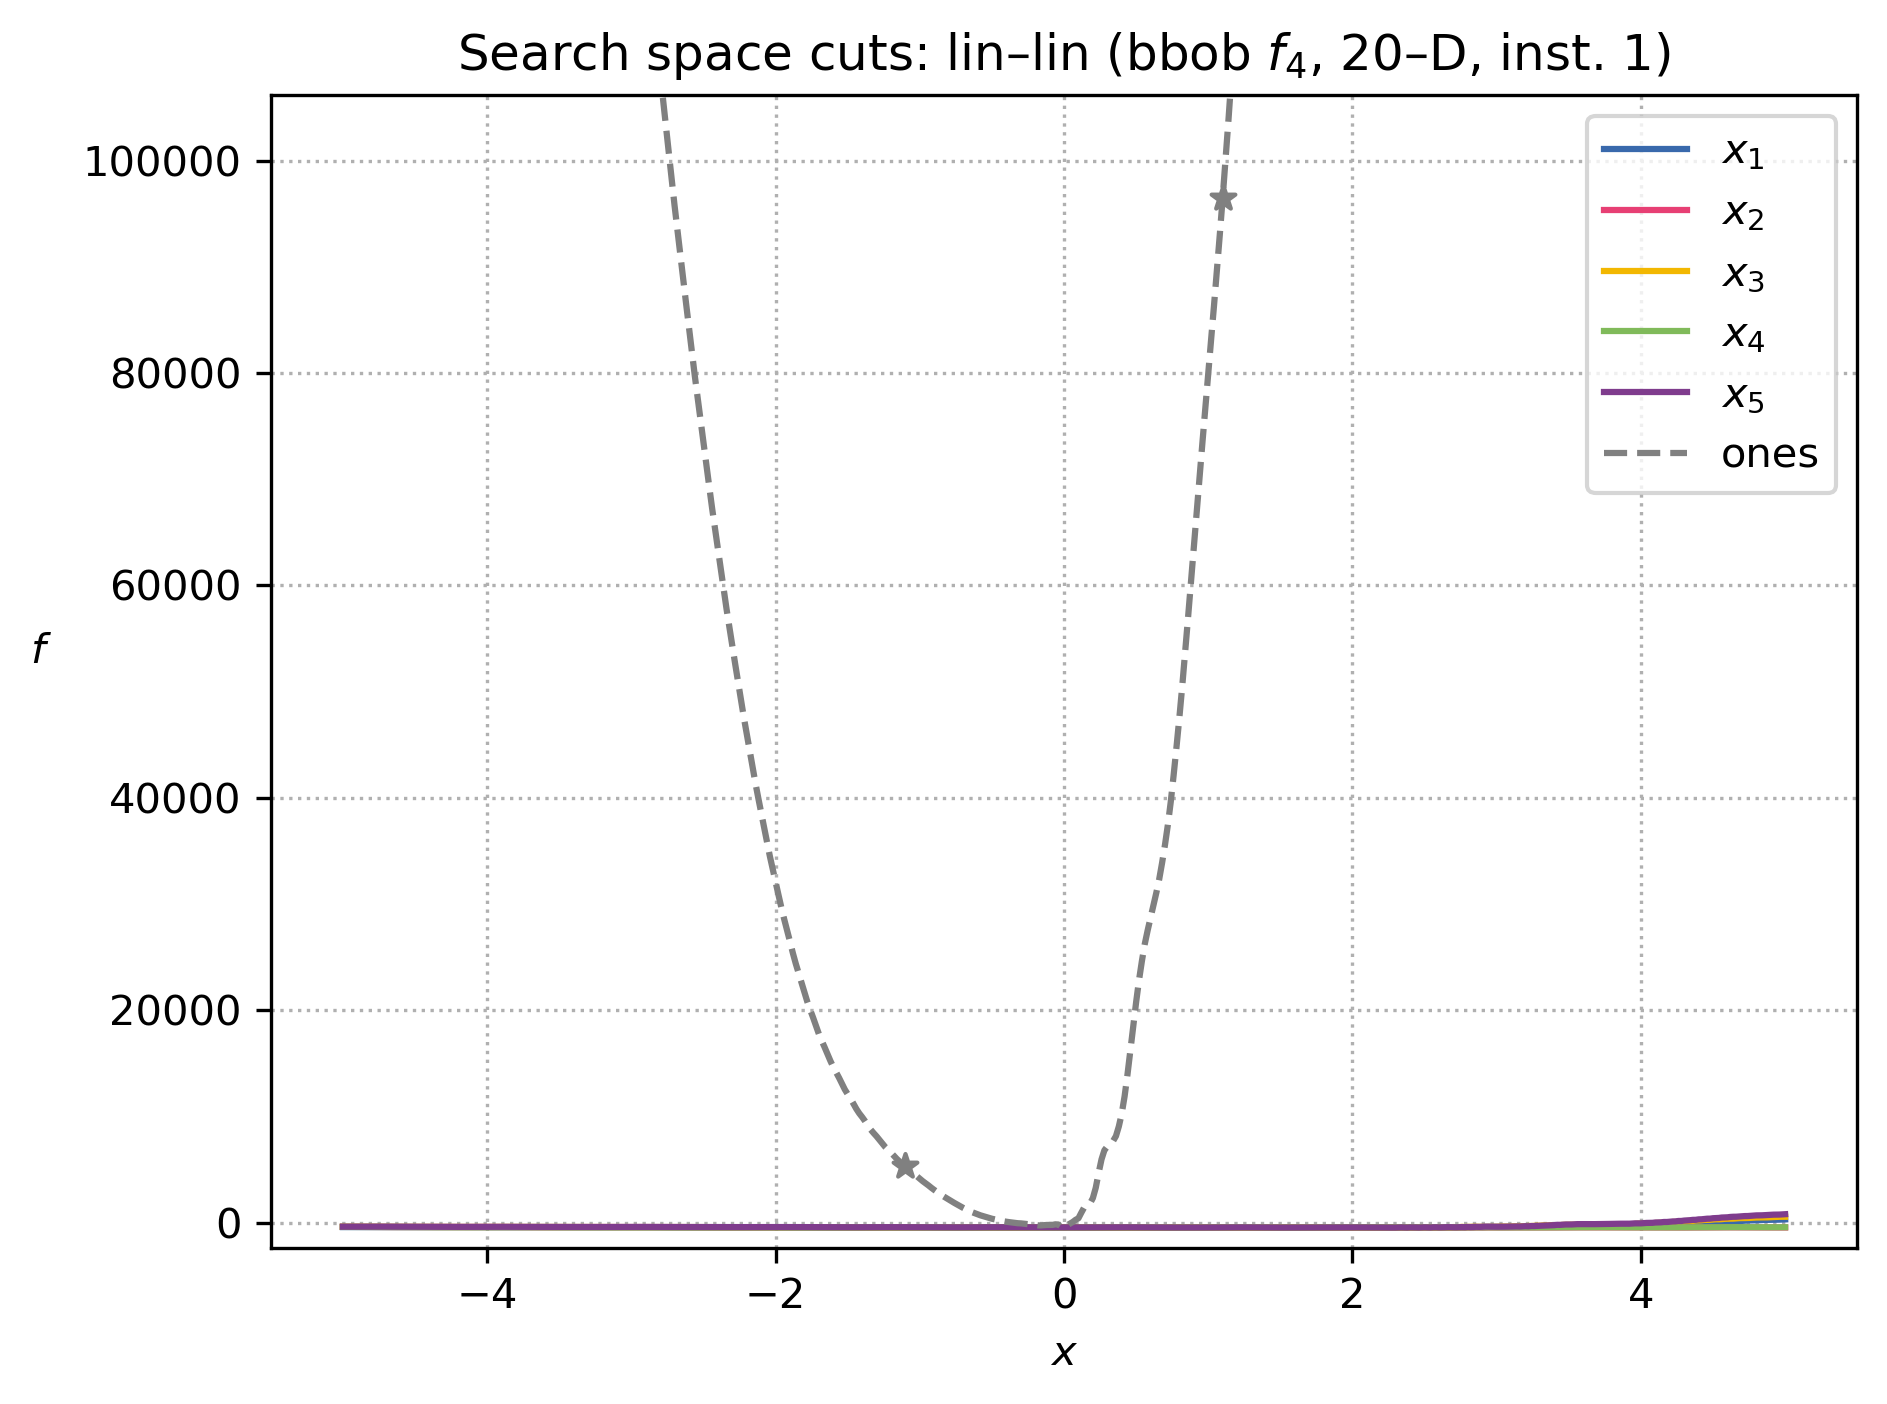 Search space cuts: lin–lin (bbob f₄, 20–D, inst. 1)
100000
80000
60000
40000
20000
0
f
−4
−2
0
2
4
x
x₁
x₂
x₃
x₄
x₅
ones